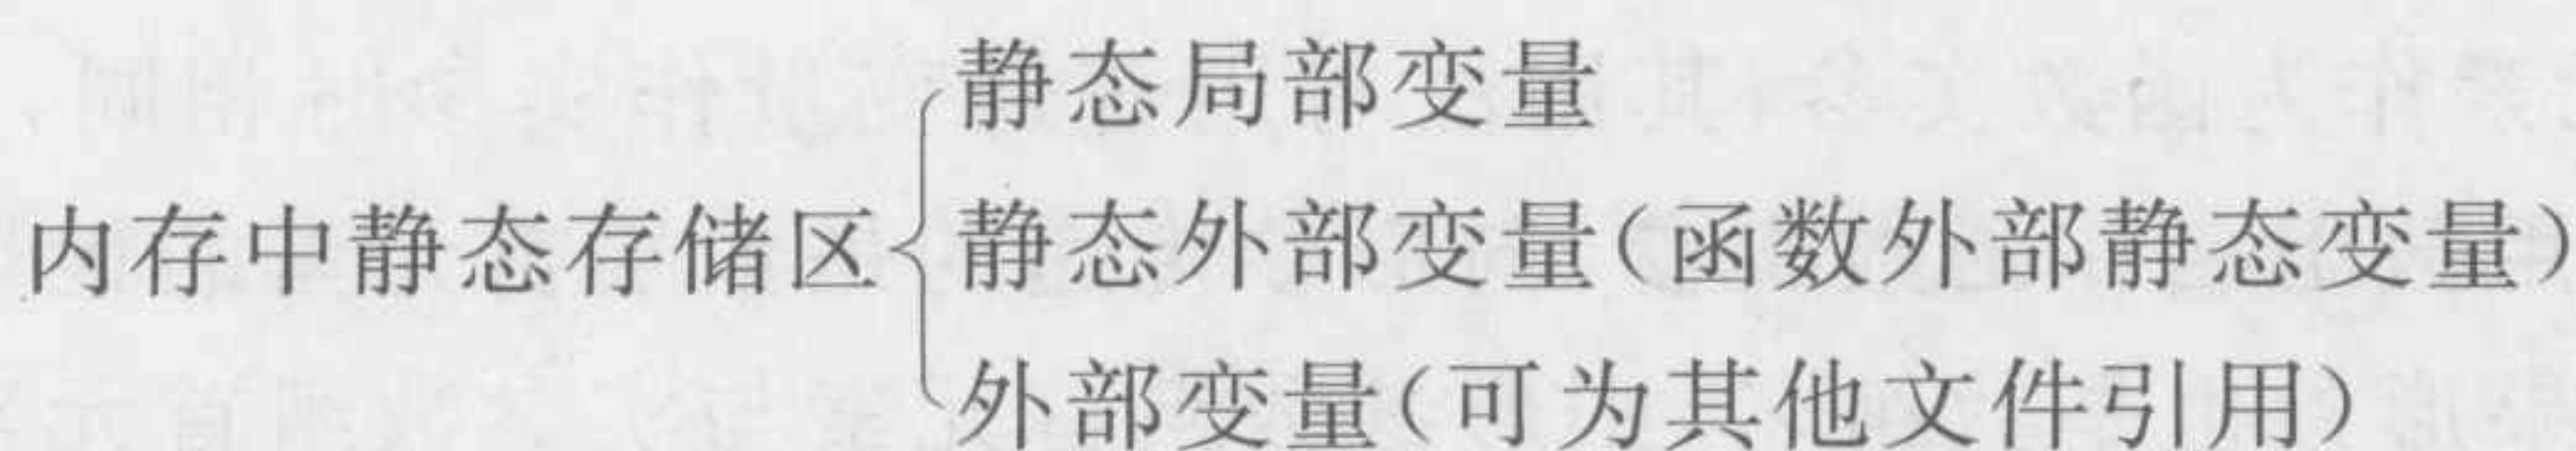 静态局部变量
内存中静态存储区
静态外部变量(函数外部静态变量)
外部变量(可为其他文件引用)